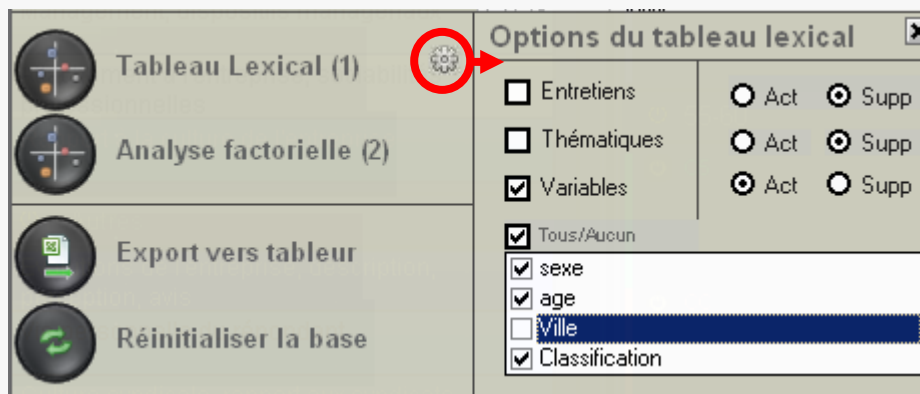 Tableau Lexical (1)
Analyse factorielle (2)
Export vers tableur
Réinitialiser la base
Options du tableau lexical
Entretiens Act Supp
Thématiques Act Supp
Variables Act Supp
Tous/Aucun
sexe
age
Ville
Classification